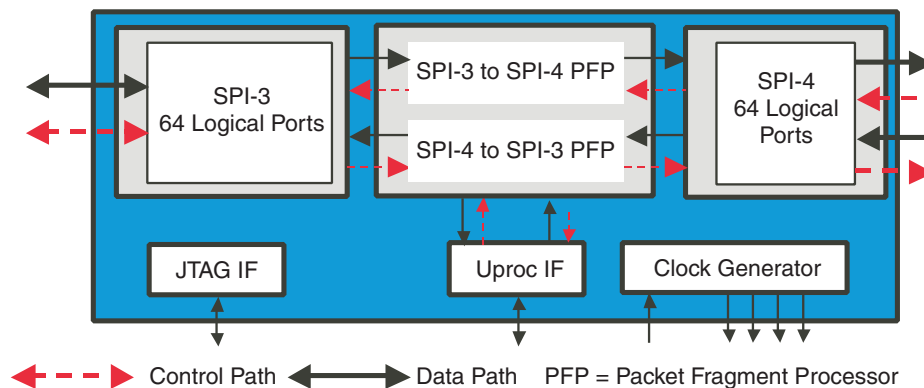 SPI-3
64 Logical Ports
SPI-3 to SPI-4 PFP
SPI-4 to SPI-3 PFP
SPI-4
64 Logical
Ports
JTAG IF
Uproc IF
Clock Generator
Control Path
Data Path
PFP = Packet Fragment Processor